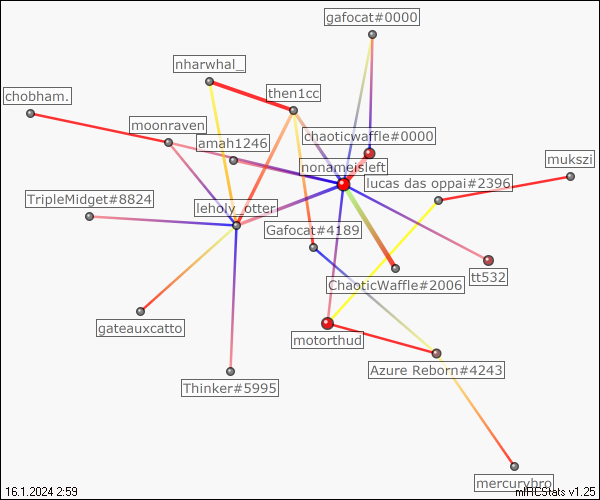 gafocat#0000
nharwhal_
then1cc
chobham.
moonraven
chaoticwaffle#0000
amah1246
nonameisleft
mukszi
lucas das oppai#2396
TripleMidget#8824
leholy_otter
Gafocat#4189
tt532
ChaoticWaffle#2006
gateauxcatto
motorthud
Azure Reborn#4243
Thinker#5995
mercurybro
16.1.2024 2:59
mIRCStats v1.25